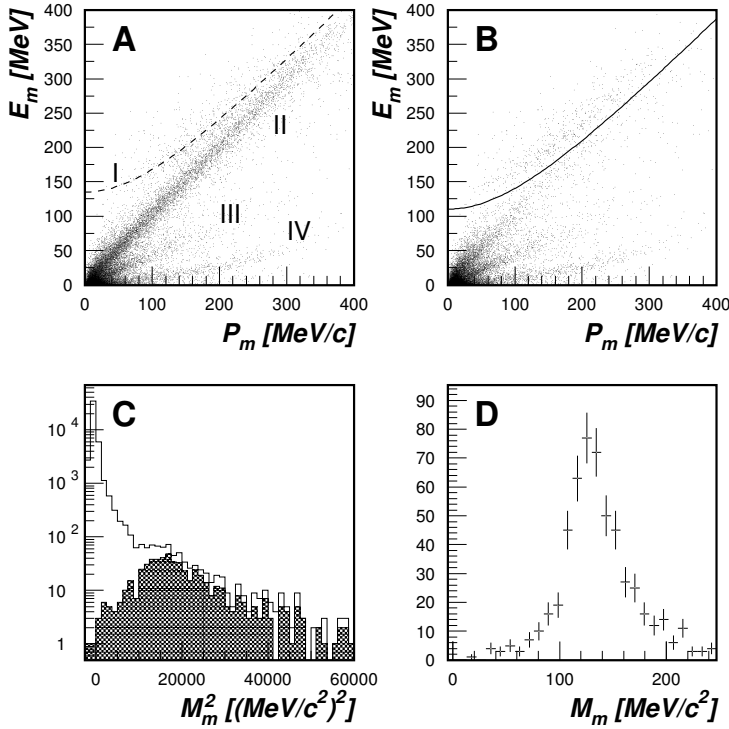 A
B
E_m [MeV]
400
350
300
250
200
150
100
50
0
I
II
III
IV
0 100 200 300 400
P_m [MeV/c]
E_m [MeV]
400
350
300
250
200
150
100
50
0
0 100 200 300 400
P_m [MeV/c]
C
10^4
10^3
10^2
10
1
0 20000 40000 60000
M_m^2 [(MeV/c^2)^2]
D
90
80
70
60
50
40
30
20
10
0
0 100 200
M_m [MeV/c^2]